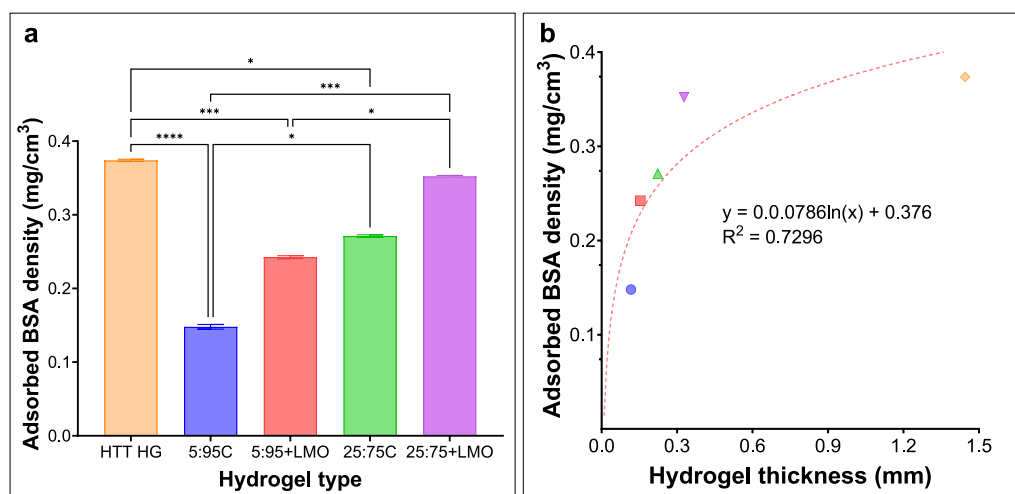 a
Adsorbed BSA density (mg/cm³)
0.4
0.3
0.2
0.1
0.0
*
***
***
*
****
*
HTT HG 5:95C 5:95+LMO 25:75C 25:75+LMO
Hydrogel type
b
Adsorbed BSA density (mg/cm³)
0.4
0.3
0.2
0.1
y = 0.0.0786ln(x) + 0.376
R² = 0.7296
0.0 0.3 0.6 0.9 1.2 1.5
Hydrogel thickness (mm)